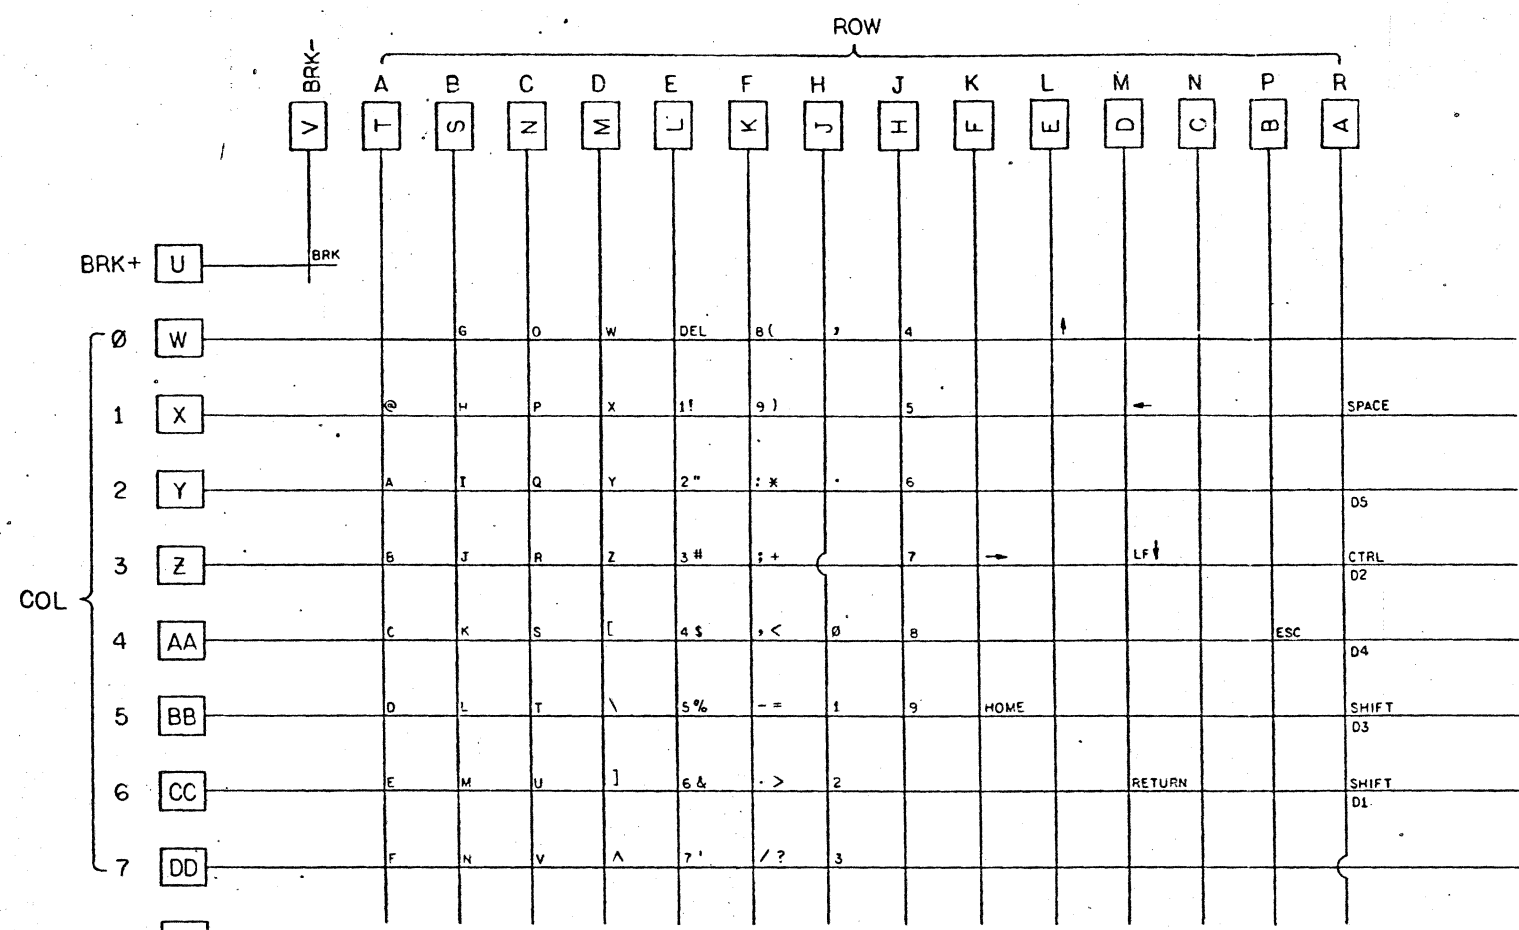 ROW
BRK-
A B C D E F H J K L M N P R
V T S N M L K J H F E D C B A
BRK+ U BRK
Ø W G O W DEL 8( , 4 ↑
1 X @ H P X 1! 9) 5 ← SPACE
2 Y A I Q Y 2" :* . 6
D5
3 Z B J R Z 3# ;+ 7 → LF↓ CTRL
D2
COL
4 AA C K S [ 4$ ,< Ø 8 ESC
D4
5 BB D L T \ 5% -= 1 9 HOME SHIFT
D3
6 CC E M U ] 6& .> 2 RETURN SHIFT
D1
7 DD F N V ^ 7' /? 3